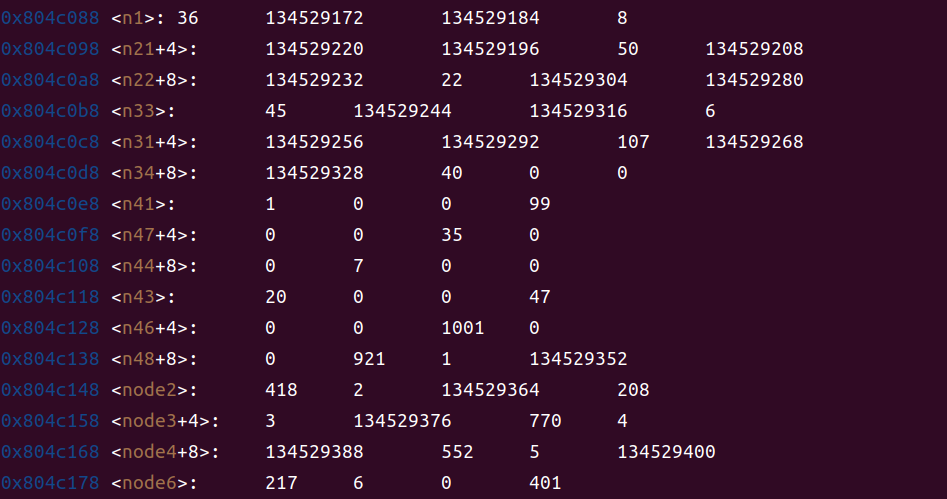 0x804c088 <n1>: 36 134529172 134529184 8
0x804c098 <n21+4>: 134529220 134529196 50 134529208
0x804c0a8 <n22+8>: 134529232 22 134529304 134529280
0x804c0b8 <n33>: 45 134529244 134529316 6
0x804c0c8 <n31+4>: 134529256 134529292 107 134529268
0x804c0d8 <n34+8>: 134529328 40 0 0
0x804c0e8 <n41>: 1 0 0 99
0x804c0f8 <n47+4>: 0 0 35 0
0x804c108 <n44+8>: 0 7 0 0
0x804c118 <n43>: 20 0 0 47
0x804c128 <n46+4>: 0 0 1001 0
0x804c138 <n48+8>: 0 921 1 134529352
0x804c148 <node2>: 418 2 134529364 208
0x804c158 <node3+4>: 3 134529376 770 4
0x804c168 <node4+8>: 134529388 552 5 134529400
0x804c178 <node6>: 217 6 0 401